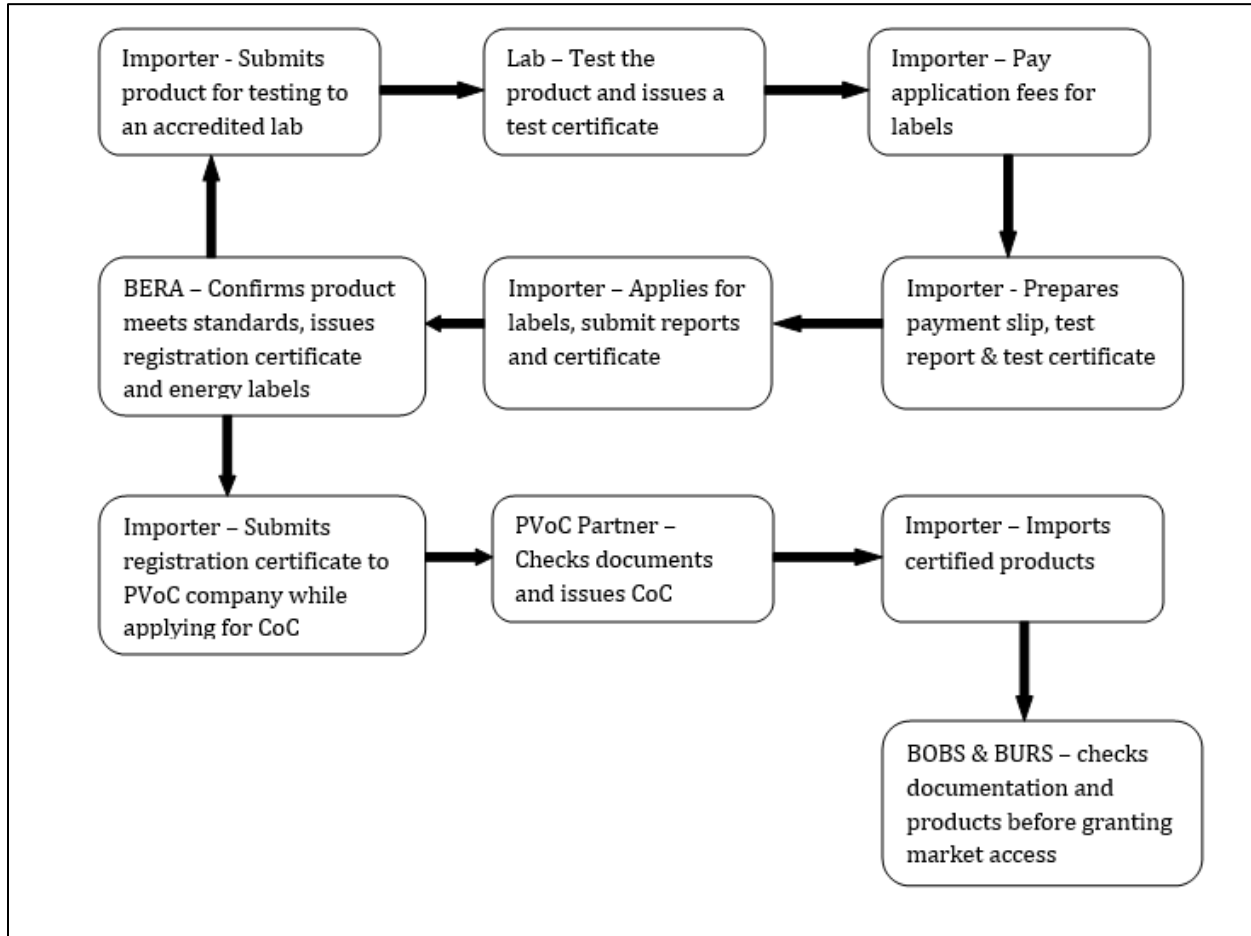 Importer - Submits
product for testing to
an accredited lab
Lab – Test the
product and issues a
test certificate
Importer – Pay
application fees for
labels
BERA – Confirms product
meets standards, issues
registration certificate
and energy labels
Importer – Applies for
labels, submit reports
and certificate
Importer - Prepares
payment slip, test
report & test certificate
Importer – Submits
registration certificate to
PVoC company while
applying for CoC
PVoC Partner –
Checks documents
and issues CoC
Importer – Imports
certified products
BOBS & BURS – checks
documentation and
products before granting
market access